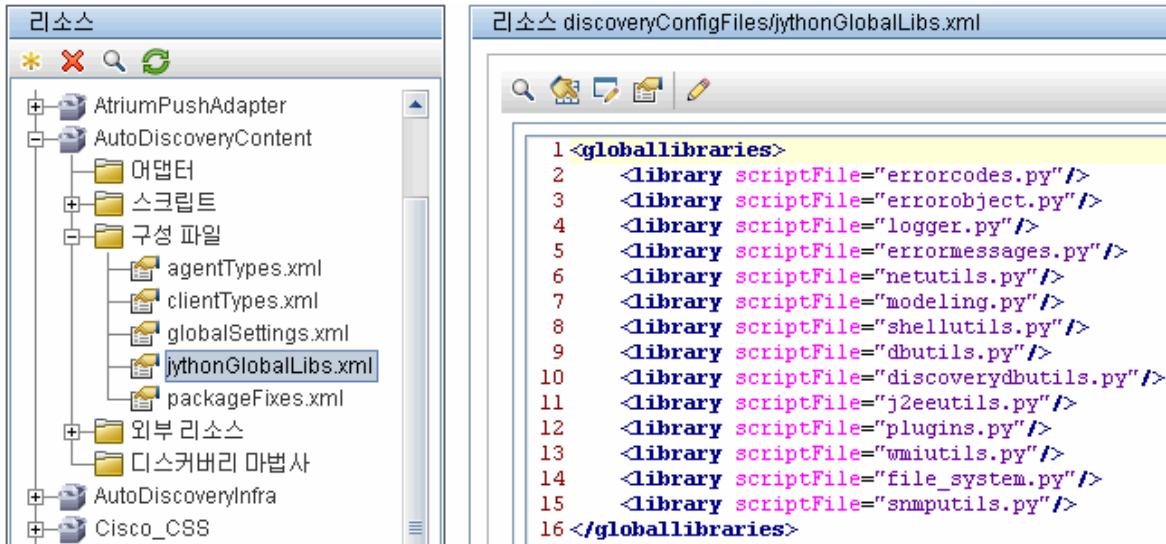 리소스
AtriumPushAdapter
AutoDiscoveryContent
어댑터
스크립트
구성 파일
agentTypes.xml
clientTypes.xml
globalSettings.xml
jythonGlobalLibs.xml
packageFixes.xml
외부 리소스
디스커버리 마법사
AutoDiscoveryInfra
Cisco_CSS
리소스 discoveryConfigFiles/jythonGlobalLibs.xml
1 <globallibraries>
2 <library scriptFile="errorcodes.py"/>
3 <library scriptFile="errorobject.py"/>
4 <library scriptFile="logger.py"/>
5 <library scriptFile="errormessages.py"/>
6 <library scriptFile="netutils.py"/>
7 <library scriptFile="modeling.py"/>
8 <library scriptFile="shellutils.py"/>
9 <library scriptFile="dbutils.py"/>
10 <library scriptFile="discoverydbutils.py"/>
11 <library scriptFile="j2eeutils.py"/>
12 <library scriptFile="plugins.py"/>
13 <library scriptFile="wmiutils.py"/>
14 <library scriptFile="file_system.py"/>
15 <library scriptFile="snmputils.py"/>
16 </globallibraries>